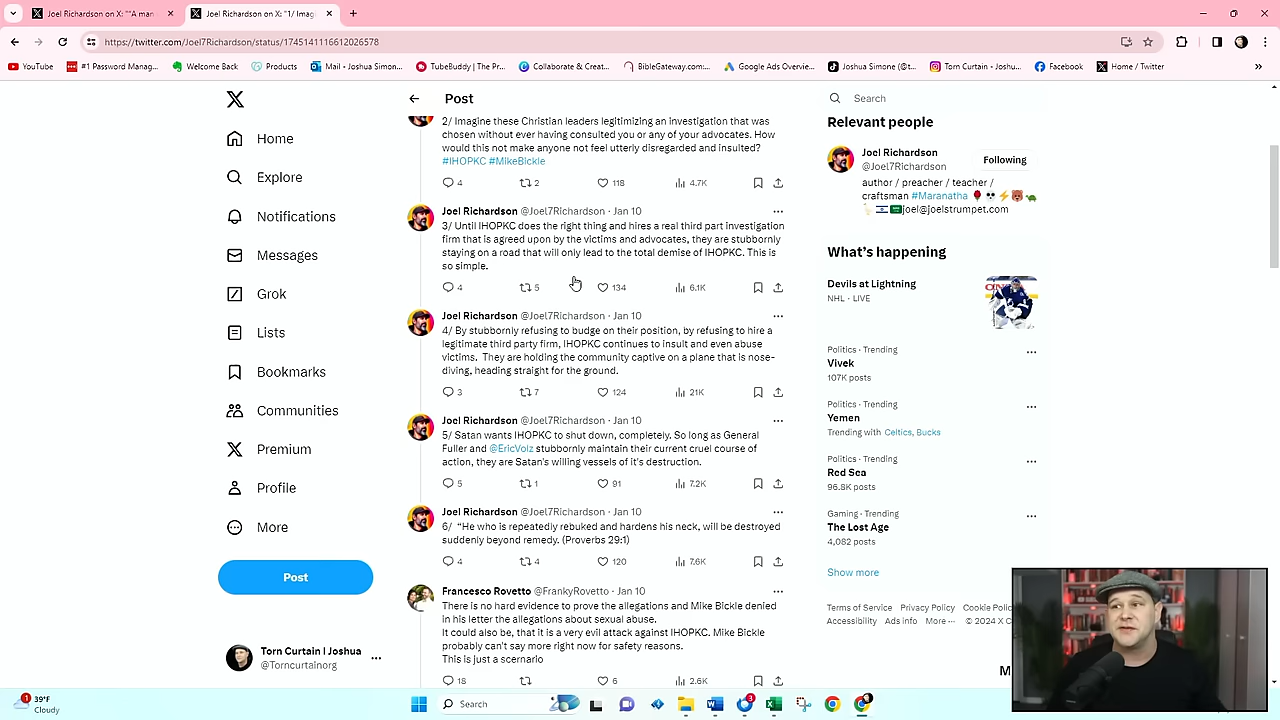 Joel Richardson on X: "“A man
Joel Richardson on X: "1/ Imag
https://twitter.com/Joel7Richardson/status/1745141116612026578
YouTube
#1 Password Manag...
Welcome Back
Products
Mail • Joshua Simon...
TubeBuddy | The Pr...
Collaborate & Creat...
BibleGateway.com:...
Google Ads Overvie...
Joshua Simone (@t...
Torn Curtain • Joshu...
Facebook
Home / Twitter
Home
Explore
Notifications
Messages
Grok
Lists
Bookmarks
Communities
Premium
Profile
More
Post
Torn Curtain I Joshua
@Torncurtainorg
Post
2/ Imagine these Christian leaders legitimizing an investigation that was
chosen without ever having consulted you or any of your advocates. How
would this not make anyone not feel utterly disregarded and insulted?
#IHOPKC #MikeBickle
4 2 118 4.7K
Joel Richardson @Joel7Richardson · Jan 10
3/ Until IHOPKC does the right thing and hires a real third part investigation
firm that is agreed upon by the victims and advocates, they are stubbornly
staying on a road that will only lead to the total demise of IHOPKC. This is
so simple.
4 5 134 6.1K
Joel Richardson @Joel7Richardson · Jan 10
4/ By stubbornly refusing to budge on their position, by refusing to hire a
legitimate third party firm, IHOPKC continues to insult and even abuse
victims. They are holding the community captive on a plane that is nose-
diving, heading straight for the ground.
3 7 124 21K
Joel Richardson @Joel7Richardson · Jan 10
5/ Satan wants IHOPKC to shut down, completely. So long as General
Fuller and @EricVolz stubbornly maintain their current cruel course of
action, they are Satan's willing vessels of it's destruction.
5 1 91 7.2K
Joel Richardson @Joel7Richardson · Jan 10
6/ “He who is repeatedly rebuked and hardens his neck, will be destroyed
suddenly beyond remedy. (Proverbs 29:1)
4 4 120 7.6K
Francesco Rovetto @FrankyRovetto · Jan 10
There is no hard evidence to prove the allegations and Mike Bickle denied
in his letter the allegations about sexual abuse.
It could also be, that it is a very evil attack against IHOPKC. Mike Bickle
probably can't say more right now for safety reasons.
This is just a scernario
18 6 2.6K
Search
Relevant people
Joel Richardson
@Joel7Richardson
Following
author / preacher / teacher /
craftsman #Maranatha
joel@joelstrumpet.com
What's happening
Devils at Lightning
NHL · LIVE
Politics · Trending
Vivek
107K posts
Politics · Trending
Yemen
Trending with Celtics, Bucks
Politics · Trending
Red Sea
96.8K posts
Gaming · Trending
The Lost Age
4,082 posts
Show more
Terms of Service Privacy Policy Cookie Polic
Accessibility Ads info More ··· © 2024 X C
M
1
39°F
Cloudy
Search
3